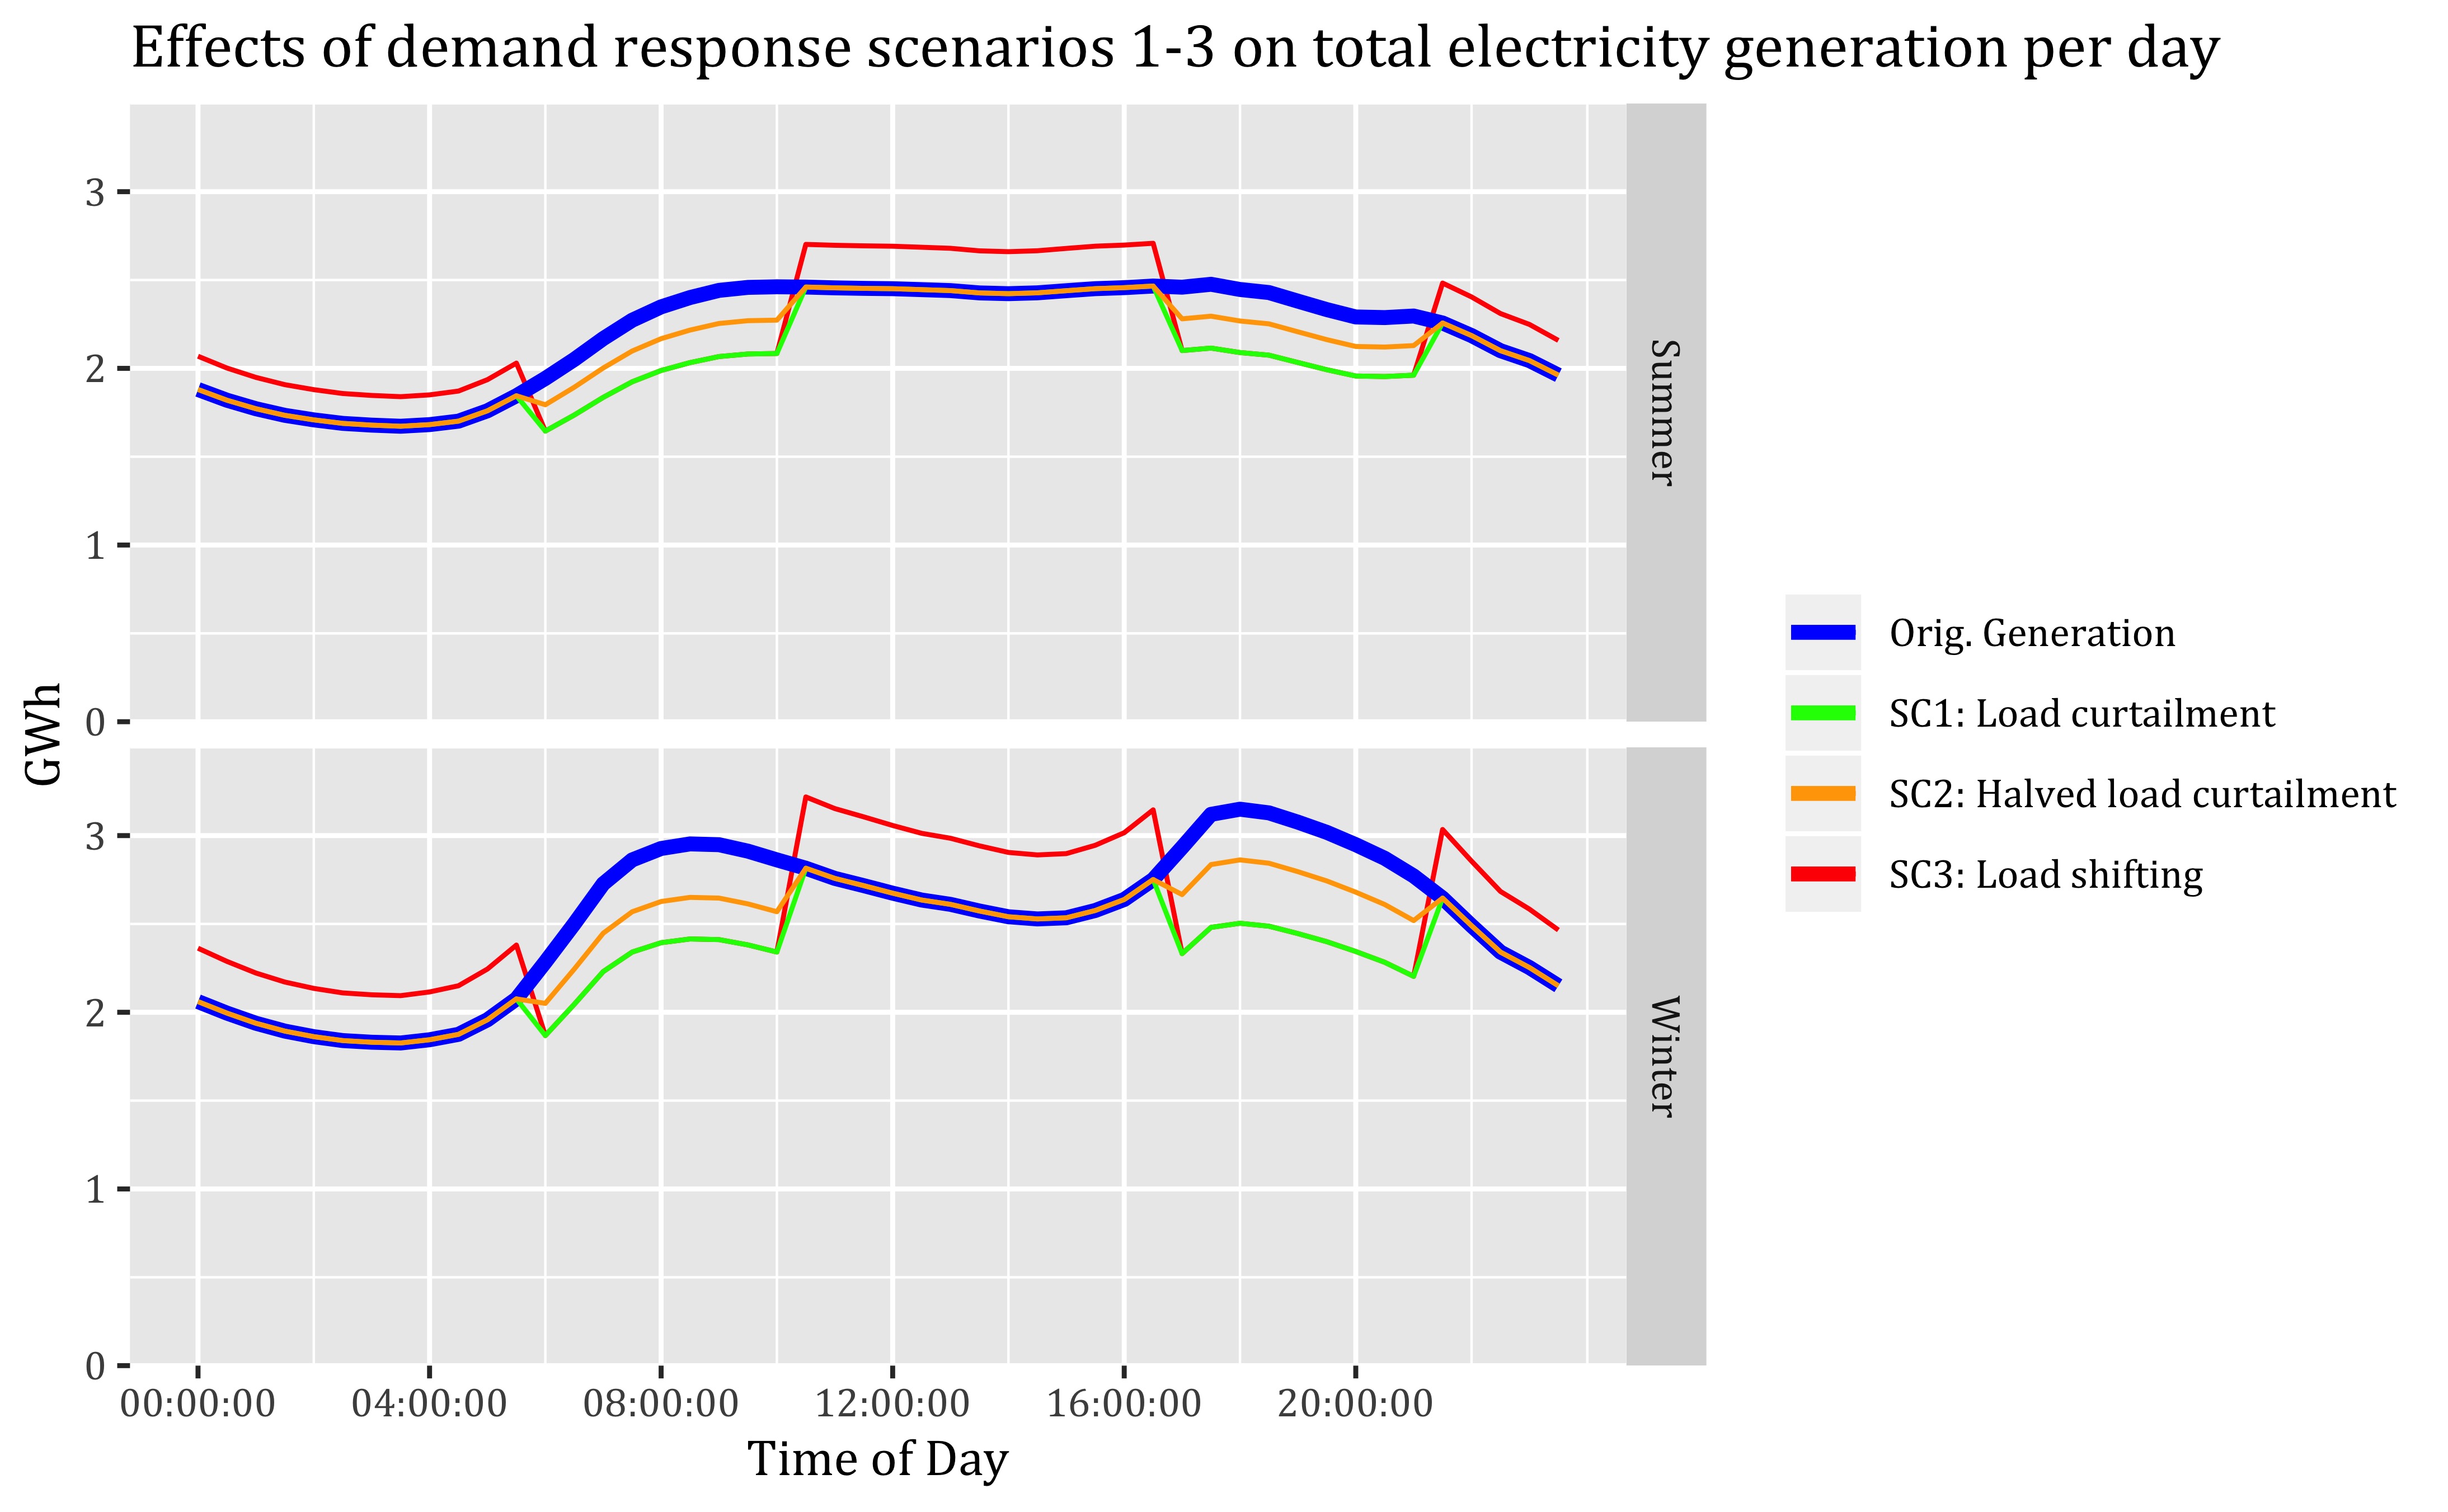 Effects of demand response scenarios 1-3 on total electricity generation per day
GWh
3
2
1
0
Summer
3
2
1
0
Winter
00:00:00 04:00:00 08:00:00 12:00:00 16:00:00 20:00:00
Time of Day
Orig. Generation
SC1: Load curtailment
SC2: Halved load curtailment
SC3: Load shifting